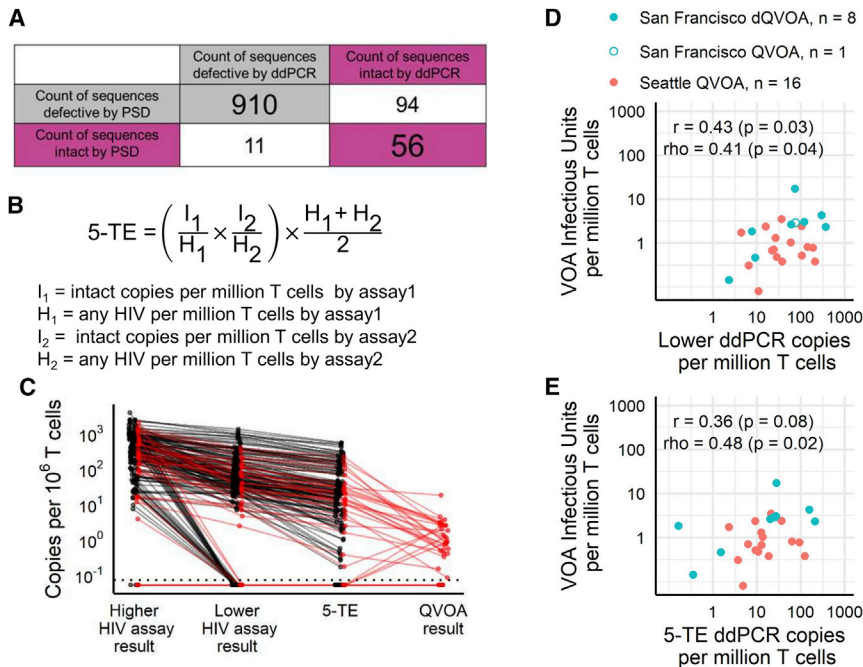 A
Count of sequences
defective by ddPCR
Count of sequences
intact by ddPCR
Count of sequences
defective by PSD
910
94
Count of sequences
intact by PSD
11
56
B
5-TE = ( I1 / H1 × I2 / H2 ) × H1 + H2 / 2
I1 = intact copies per million T cells by assay1
H1 = any HIV per million T cells by assay1
I2 = intact copies per million T cells by assay2
H2 = any HIV per million T cells by assay2
C
Copies per 10^6 T cells
10^3
10^2
10^1
10^0
10^-1
Higher
HIV assay
result
Lower
HIV assay
result
5-TE
QVOA
result
D
San Francisco dQVOA, n = 8
San Francisco QVOA, n = 1
Seattle QVOA, n = 16
VOA Infectious Units
per million T cells
1000
100
10
1
r = 0.43 (p = 0.03)
rho = 0.41 (p = 0.04)
1 10 100 1000
Lower ddPCR copies
per million T cells
E
VOA Infectious Units
per million T cells
1000
100
10
1
r = 0.36 (p = 0.08)
rho = 0.48 (p = 0.02)
1 10 100 1000
5-TE ddPCR copies
per million T cells